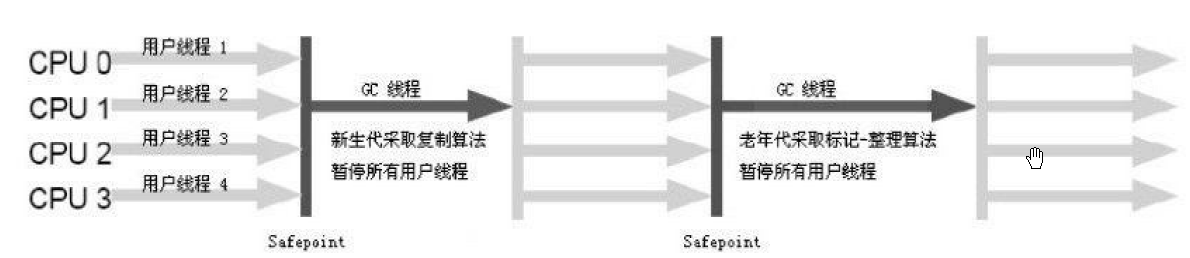 CPU 0
用户线程 1
CPU 1
用户线程 2
CPU 2
用户线程 3
CPU 3
用户线程 4
GC 线程
新生代采取复制算法
暂停所有用户线程
Safepoint
GC 线程
老年代采取标记-整理算法
暂停所有用户线程
Safepoint